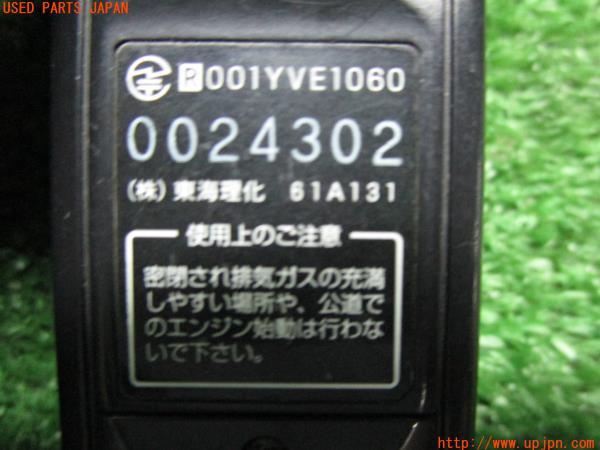 USED PARTS JAPAN
R 001YVE1060
0024302
(株) 東海理化 61A131
使用上のご注意
密閉され排気ガスの充満
しやすい場所や、公道で
のエンジン始動は行わな
いで下さい。
http://www.upjpn.com/